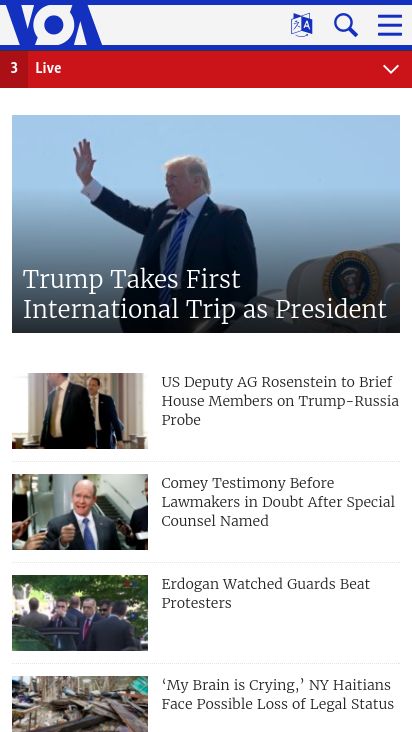 VOA
3 Live
Trump Takes First
International Trip as President
US Deputy AG Rosenstein to Brief
House Members on Trump-Russia
Probe
Comey Testimony Before
Lawmakers in Doubt After Special
Counsel Named
Erdogan Watched Guards Beat
Protesters
‘My Brain is Crying,’ NY Haitians
Face Possible Loss of Legal Status